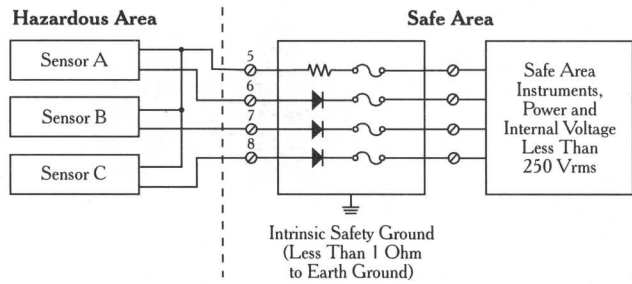 Hazardous Area
Safe Area
Sensor A
Sensor B
Sensor C
5
6
7
8
Safe Area
Instruments,
Power and
Internal Voltage
Less Than
250 Vrms
Intrinsic Safety Ground
(Less Than 1 Ohm
to Earth Ground)